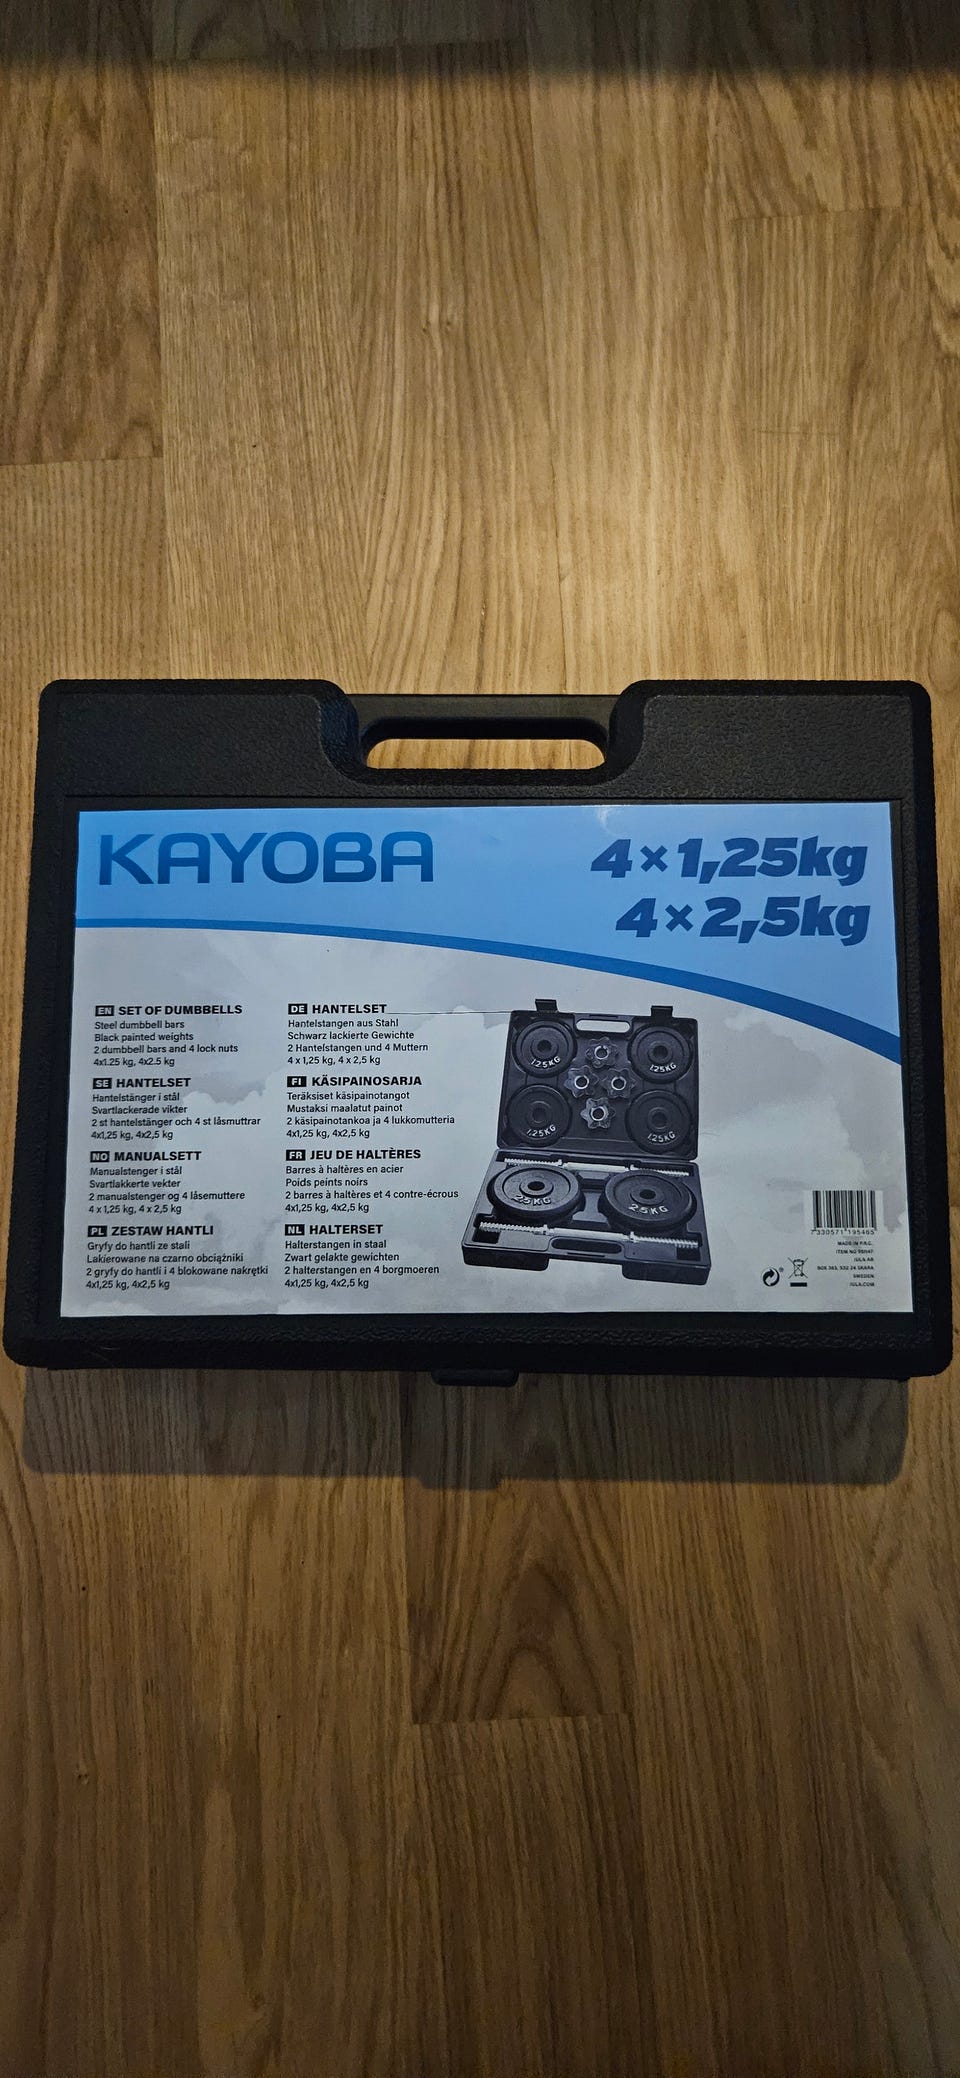 KAYOBA
4×1,25kg
4×2,5kg
EN SET OF DUMBBELLS
Steel dumbbell bars
Black painted weights
2 dumbbell bars and 4 lock nuts
4x1.25 kg, 4x2.5 kg
SE HANTELSET
Hantelstänger i stål
Svartlackerade vikter
2 st hantelstänger och 4 st låsmuttrar
4x1,25 kg, 4x2,5 kg
NO MANUALSETT
Manualstenger i stål
Svartlakkerte vekter
2 manualstenger og 4 låsemuttere
4 x 1,25 kg, 4 x 2,5 kg
PL ZESTAW HANTLI
Gryfy do hantli ze stali
Lakierowane na czarno obciążniki
2 gryfy do hantli i 4 blokowane nakrętki
4x1,25 kg, 4x2,5 kg
DE HANTELSET
Hantelstangen aus Stahl
Schwarz lackierte Gewichte
2 Hantelstangen und 4 Muttern
4 x 1,25 kg, 4 x 2,5 kg
FI KÄSIPAINOSARJA
Teräksiset käsipainotangot
Mustaksi maalatut painot
2 käsipainotankoa ja 4 lukkomutteria
4x1,25 kg, 4x2,5 kg
FR JEU DE HALTÈRES
Barres à haltères en acier
Poids peints noirs
2 barres à haltères et 4 contre-écrous
4x1,25 kg, 4x2,5 kg
NL HALTERSET
Halterstangen in staal
Zwart gelakte gewichten
2 halterstangen en 4 borgmoeren
4x1,25 kg, 4x2,5 kg
1.25KG
1.25KG
1.25KG
1.25KG
2.5KG
2.5KG
7330571195465
MADE IN P.R.C.
ITEM NO
JULA AB
BOX 363, 532 24 SKARA
SWEDEN
JULA.COM